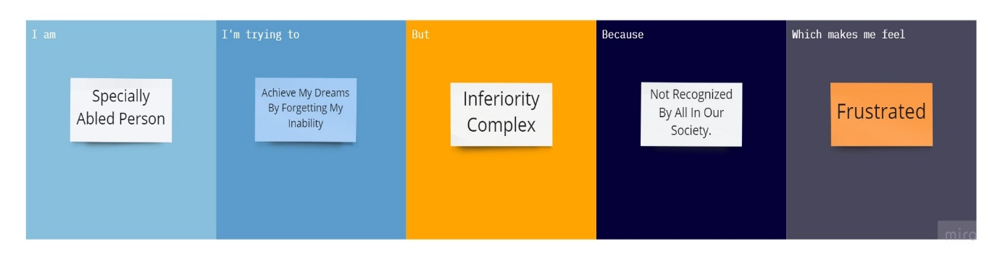 I am
Specially
Abled Person
I'm trying to
Achieve My Dreams
By Forgetting My
Inability
But
Inferiority
Complex
Because
Not Recognized
By All In Our
Society.
Which makes me feel
Frustrated
miro